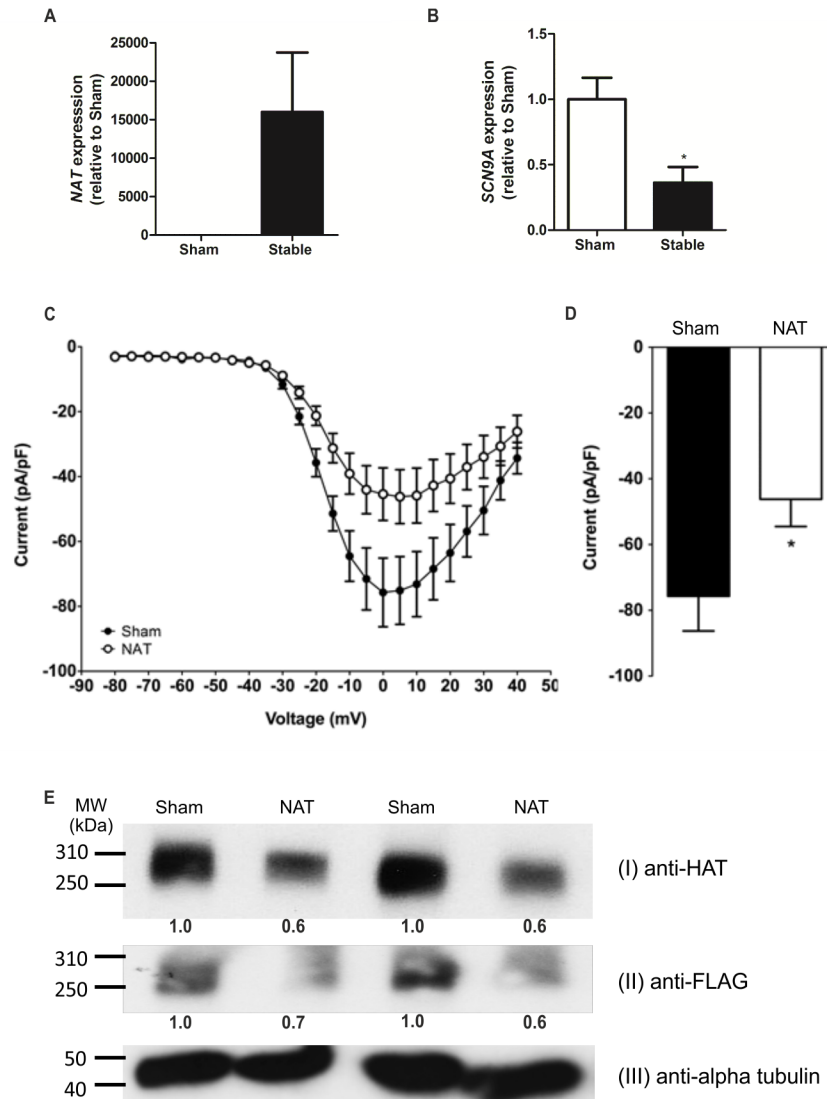 A
NAT expresssion
(relative to Sham)
25000
20000
15000
10000
5000
0
Sham Stable
B
SCN9A expression
(relative to Sham)
1.5
1.0
0.5
0.0
*
Sham Stable
C
Current (pA/pF)
0
-20
-40
-60
-80
-100
Sham
NAT
-90 -80 -70 -60 -50 -40 -30 -20 -10 0 10 20 30 40 50
Voltage (mV)
D
Sham NAT
Current (pA/pF)
0
-20
-40
-60
-80
-100
*
E
MW
(kDa)
Sham NAT Sham NAT
310
250
(I) anti-HAT
1.0 0.6 1.0 0.6
310
250
(II) anti-FLAG
1.0 0.7 1.0 0.6
50
40
(III) anti-alpha tubulin